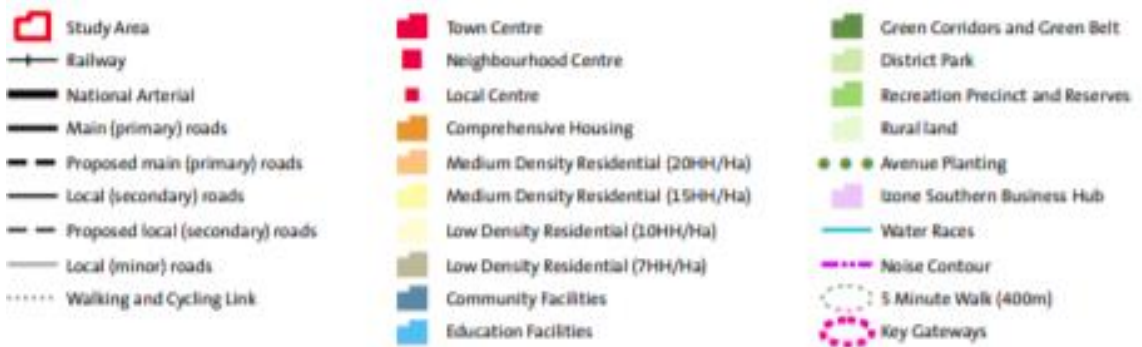 Study Area
Railway
National Arterial
Main (primary) roads
Proposed main (primary) roads
Local (secondary) roads
Proposed local (secondary) roads
Local (minor) roads
Walking and Cycling Link
Town Centre
Neighbourhood Centre
Local Centre
Comprehensive Housing
Medium Density Residential (20HH/Ha)
Medium Density Residential (15HH/Ha)
Low Density Residential (10HH/Ha)
Low Density Residential (7HH/Ha)
Community Facilities
Education Facilities
Green Corridors and Green Belt
District Park
Recreation Precinct and Reserves
Rural land
Avenue Planting
Izone Southern Business Hub
Water Races
Noise Contour
5 Minute Walk (400m)
Key Gateways